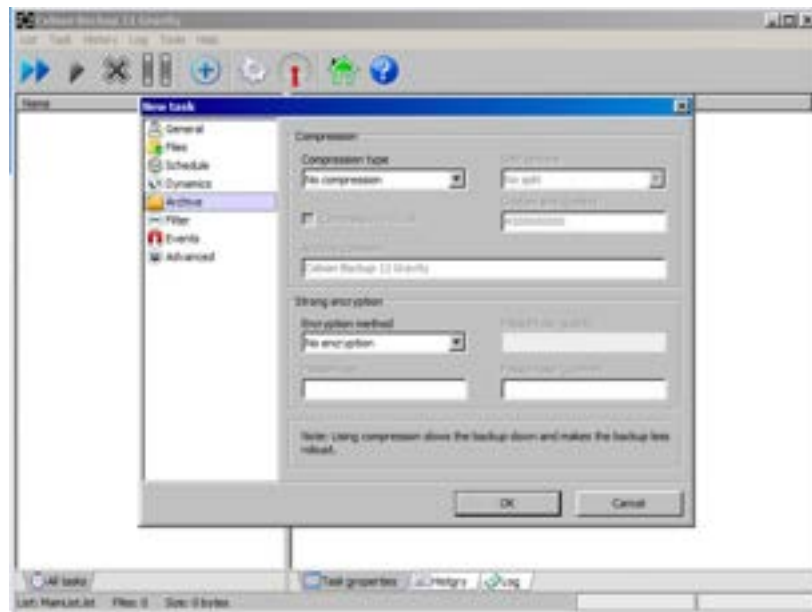 Cobian Backup 11 Gravity
List Task History Log Tools Help
Name
New task
General
Files
Schedule
Dynamics
Archive
Filter
Events
Advanced
Compression
Compression type
No compression
No split
Cobian Backup 11 Gravity
Strong encryption
Encryption method
No encryption
Note: Using compression slows the backup down and makes the backup less robust.
OK Cancel
All tasks
Task properties History Log
List: MainList.lst Files: 0 Size: 0 bytes